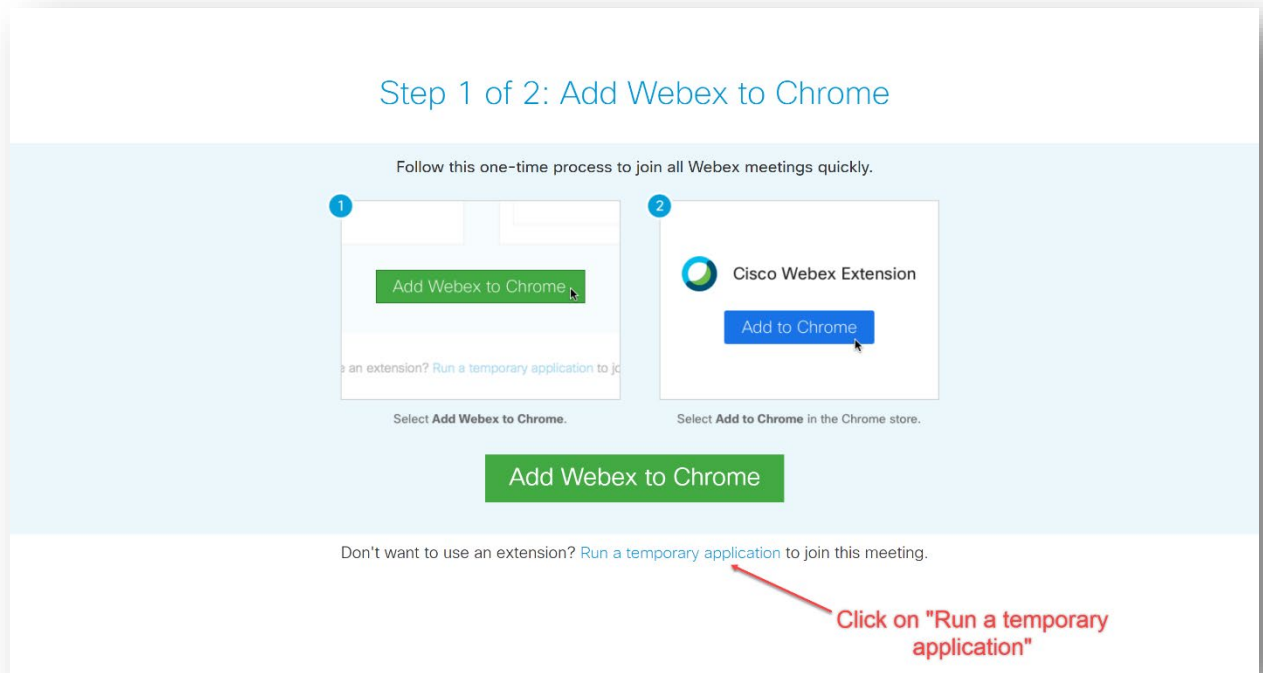 Step 1 of 2: Add Webex to Chrome
Follow this one-time process to join all Webex meetings quickly.
1
Add Webex to Chrome
an extension? Run a temporary application to
Select Add Webex to Chrome.
2
Cisco Webex Extension
Add to Chrome
Select Add to Chrome in the Chrome store.
Add Webex to Chrome
Don't want to use an extension? Run a temporary application to join this meeting.
Click on "Run a temporary
application"